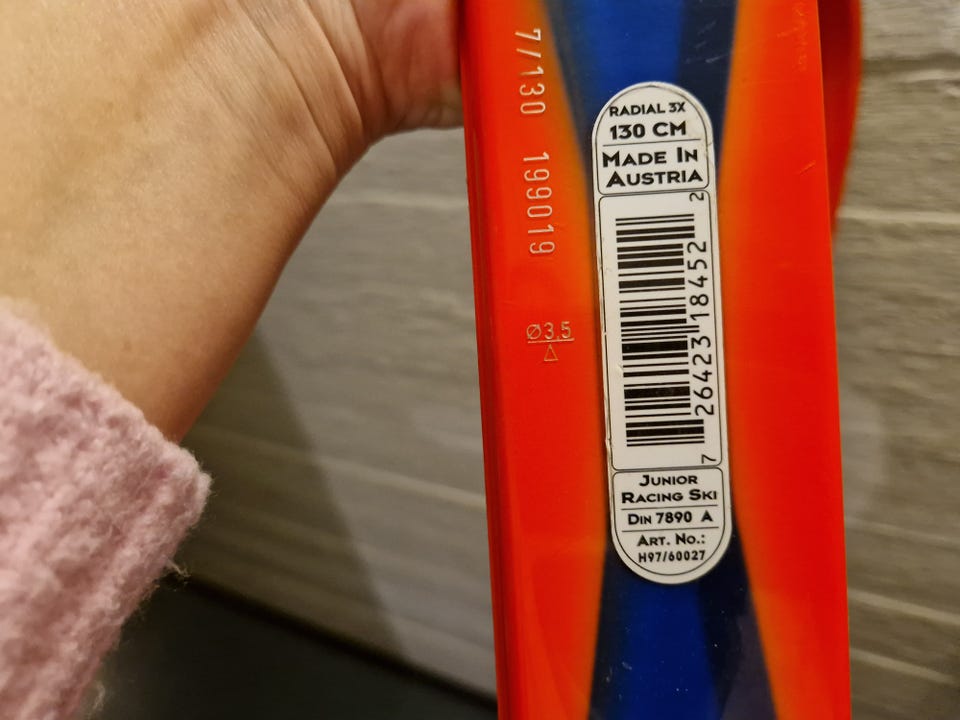 7/130 199019
⌀3,5
RADIAL 3X
130 CM
MADE IN
AUSTRIA
7 26423 18452 2
JUNIOR
RACING SKI
DIN 7890 A
ART. NO.:
H97/60027